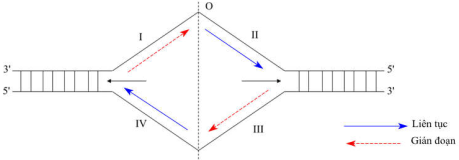 O
I II
3' 5'
5' 3'
IV III
Liên tục
Gián đoạn